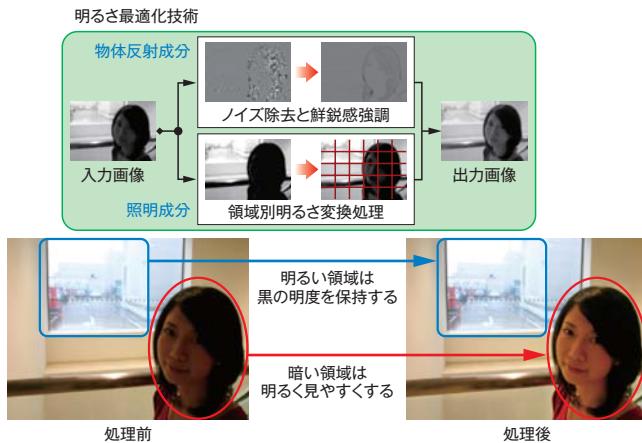 明るさ最適化技術
物体反射成分
ノイズ除去と鮮鋭感強調
入力画像
出力画像
領域別明るさ変換処理
照明成分
明るい領域は
黒の明度を保持する
暗い領域は
明るく見やすくする
処理前
処理後